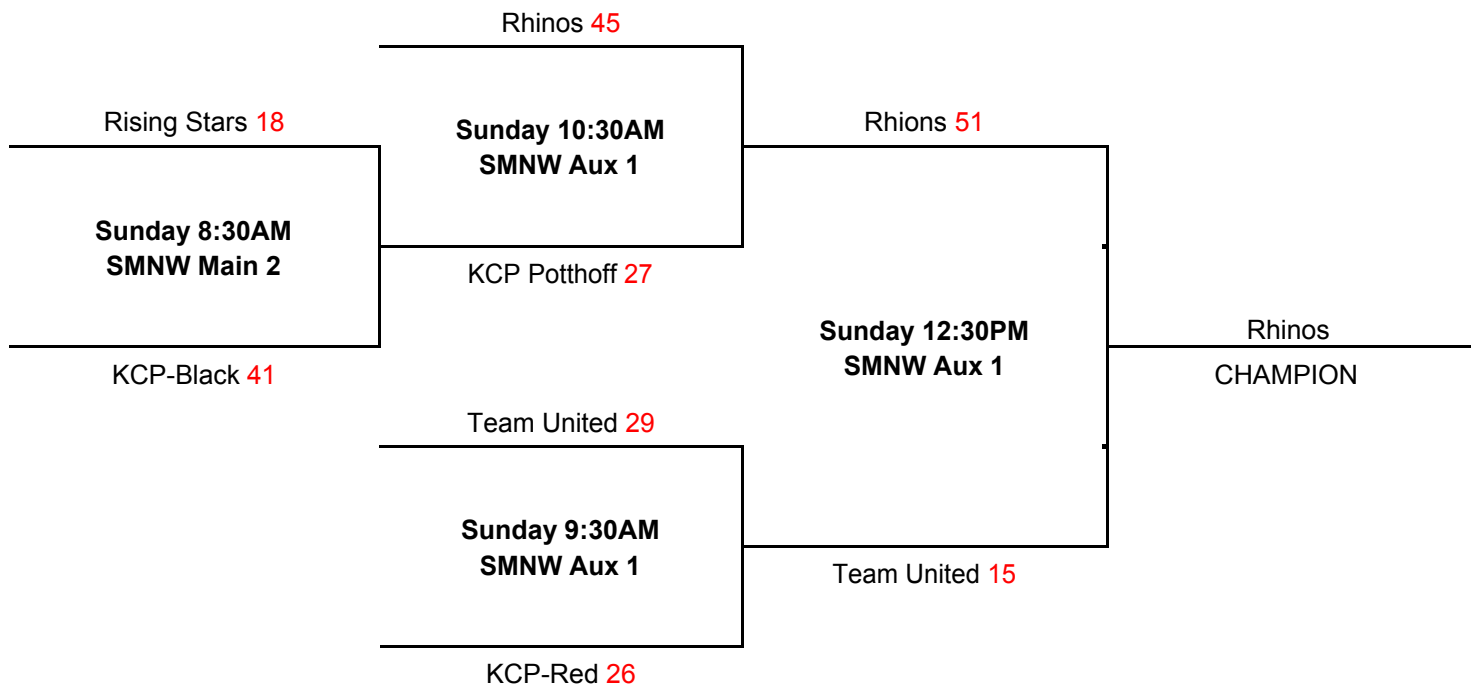 Rhinos 45
Rising Stars 18
Sunday 10:30AM
SMNW Aux 1
Rhions 51
Sunday 8:30AM
SMNW Main 2
KCP Potthoff 27
Sunday 12:30PM
SMNW Aux 1
Rhinos
CHAMPION
KCP-Black 41
Team United 29
Sunday 9:30AM
SMNW Aux 1
Team United 15
KCP-Red 26